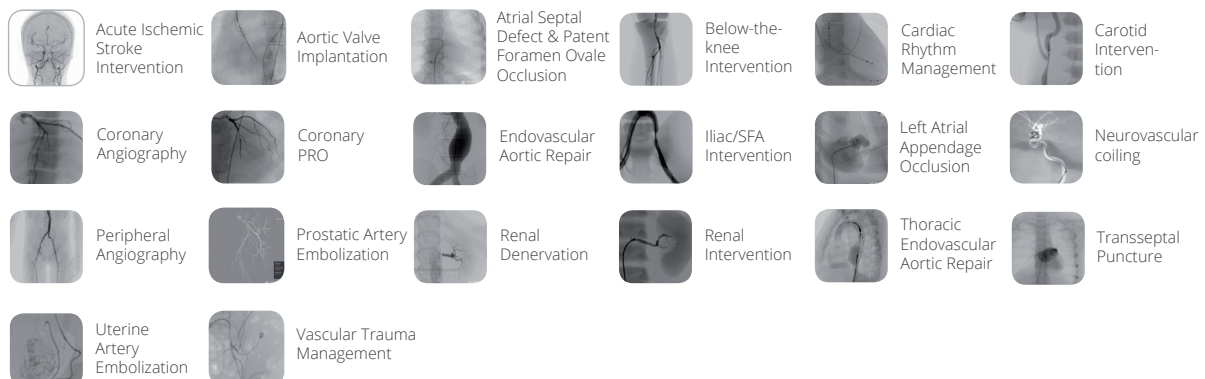 Acute Ischemic
Stroke
Intervention
Aortic Valve
Implantation
Atrial Septal
Defect & Patent
Foramen Ovale
Occlusion
Below-the-
knee
Intervention
Cardiac
Rhythm
Management
Carotid
Interven-
tion
Coronary
Angiography
Coronary
PRO
Endovascular
Aortic Repair
Iliac/SFA
Intervention
Left Atrial
Appendage
Occlusion
Neurovascular
coiling
Peripheral
Angiography
Prostatic Artery
Embolization
Renal
Denervation
Renal
Intervention
Thoracic
Endovascular
Aortic Repair
Transseptal
Puncture
Uterine
Artery
Embolization
Vascular Trauma
Management